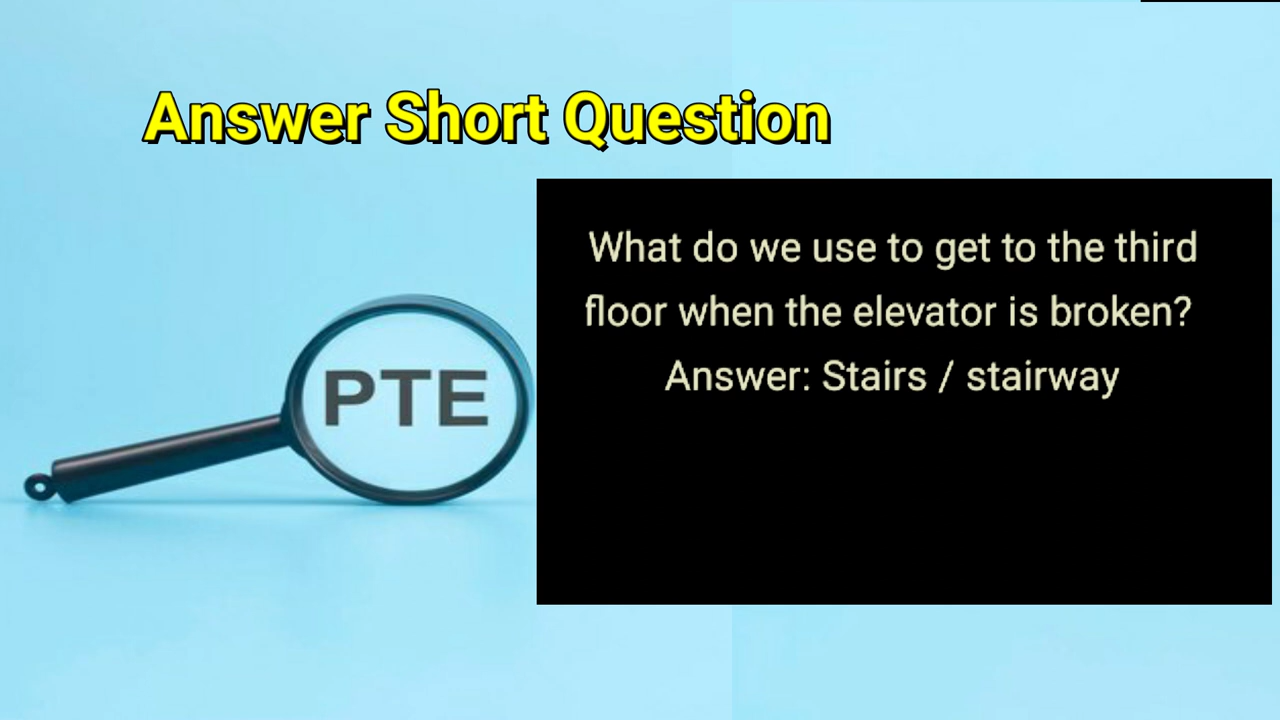 Answer Short Question
What do we use to get to the third
floor when the elevator is broken?
Answer: Stairs / stairway
PTE